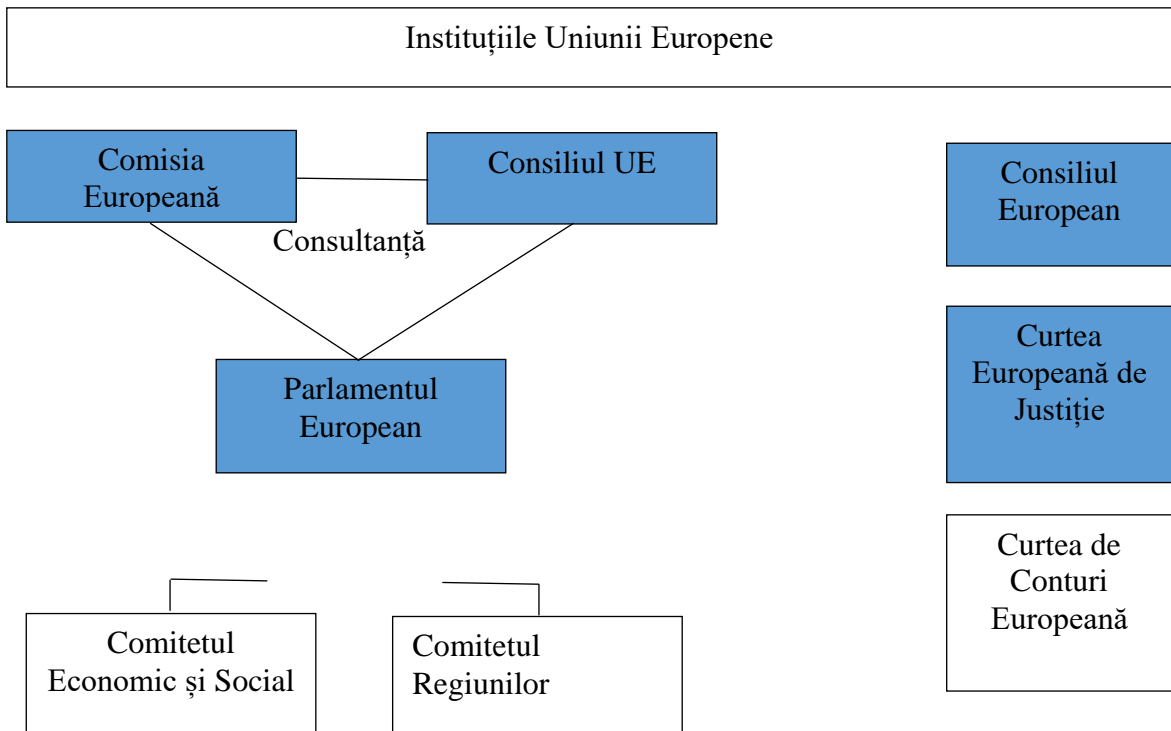 Instituțiile Uniunii Europene
Comisia
Europeană
Consiliul UE
Consultanță
Parlamentul
European
Comitetul
Economic și Social
Comitetul
Regiunilor
Consiliul
European
Curtea
Europeană de
Justiție
Curtea de
Conturi
Europeană